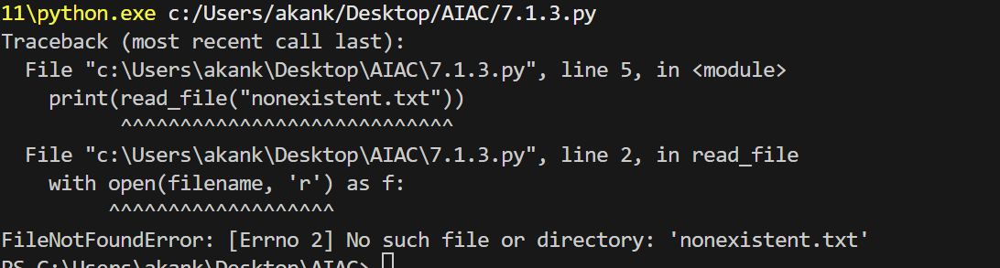 11\python.exe c:/Users/akank/Desktop/AIAC/7.1.3.py
Traceback (most recent call last):
  File "c:\Users\akank\Desktop\AIAC\7.1.3.py", line 5, in <module>
    print(read_file("nonexistent.txt"))
          ^^^^^^^^^^^^^^^^^^^^^^^^^^^^
  File "c:\Users\akank\Desktop\AIAC\7.1.3.py", line 2, in read_file
    with open(filename, 'r') as f:
         ^^^^^^^^^^^^^^^^^^^
FileNotFoundError: [Errno 2] No such file or directory: 'nonexistent.txt'
PS C:\Users\akank\Desktop\AIAC>